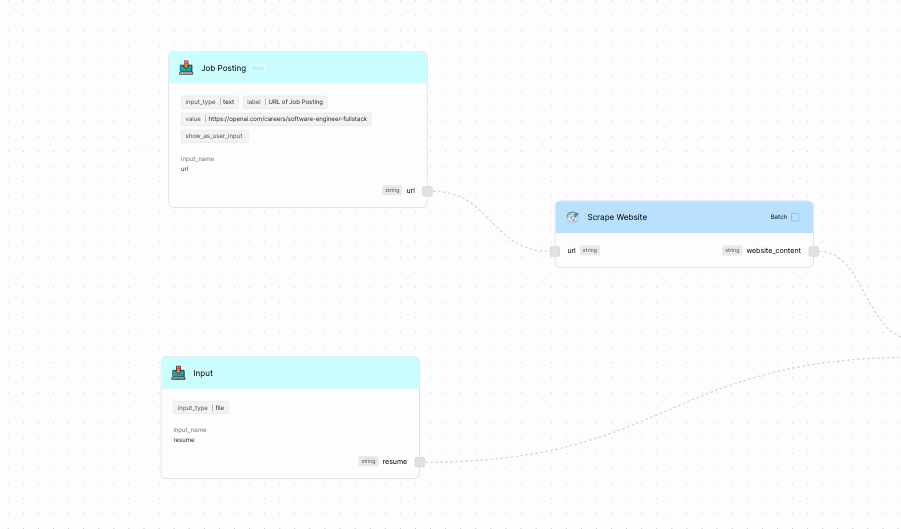 Job Posting Input
input_type | text label | URL of Job Posting
value | https://openai.com/careers/software-engineer-fullstack
show_as_user_input
input_name
url
string url
Scrape Website Batch
url string string website_content
Input
input_type | file
input_name
resume
string resume